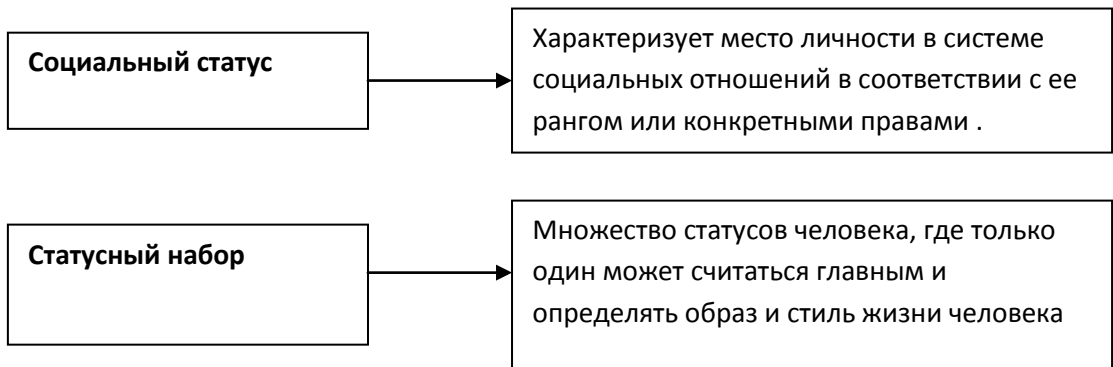 Социальный статус
Характеризует место личности в системе
социальных отношений в соответствии с ее
рангом или конкретными правами .
Статусный набор
Множество статусов человека, где только
один может считаться главным и
определять образ и стиль жизни человека